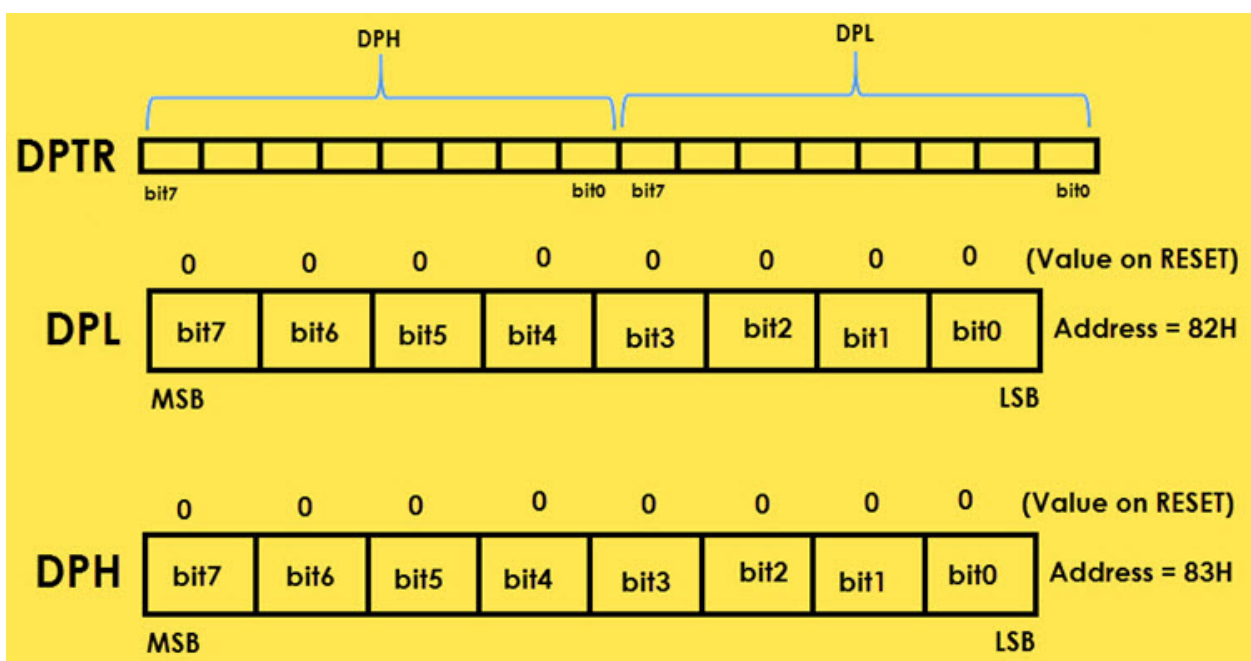 DPH DPL
DPTR
bit7 bit0 bit7 bit0
0 0 0 0 0 0 0 0 (Value on RESET)
DPL bit7 bit6 bit5 bit4 bit3 bit2 bit1 bit0 Address = 82H
MSB LSB
0 0 0 0 0 0 0 0 (Value on RESET)
DPH bit7 bit6 bit5 bit4 bit3 bit2 bit1 bit0 Address = 83H
MSB LSB